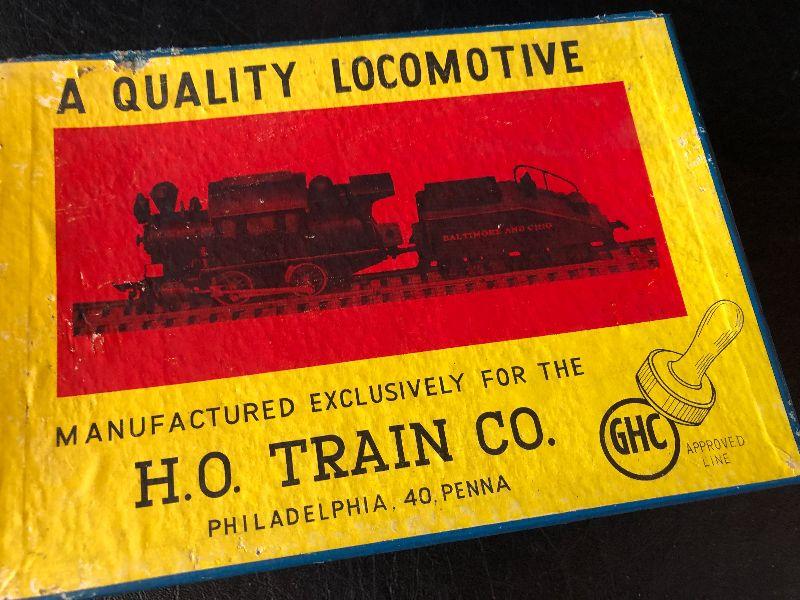 A QUALITY LOCOMOTIVE
BALTIMORE AND OHIO
MANUFACTURED EXCLUSIVELY FOR THE
H.O. TRAIN CO.
PHILADELPHIA, 40, PENNA
GHC
APPROVED
LINE